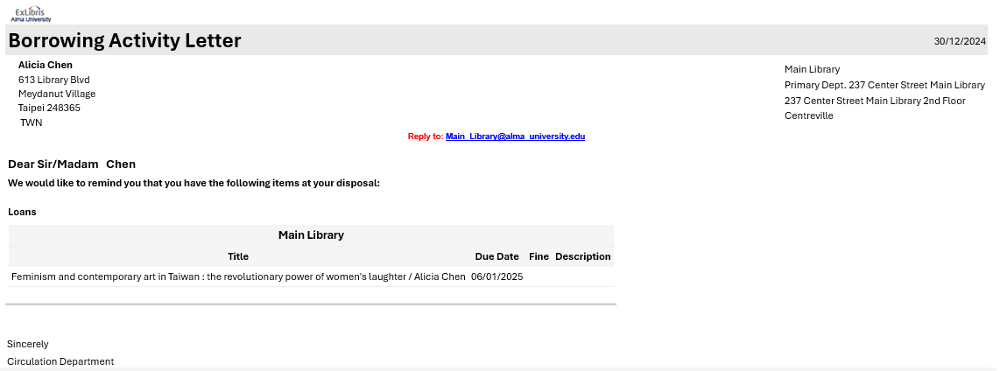 ExLibris
Alma University
Borrowing Activity Letter 30/12/2024
Alicia Chen
613 Library Blvd
Meydanut Village
Taipei 248365
TWN
Main Library
Primary Dept. 237 Center Street Main Library
237 Center Street Main Library 2nd Floor
Centreville
Reply to: Main_Library@alma_university.edu
Dear Sir/Madam Chen
We would like to remind you that you have the following items at your disposal:
Loans
Main Library
Title Due Date Fine Description
Feminism and contemporary art in Taiwan : the revolutionary power of women's laughter / Alicia Chen 06/01/2025
Sincerely
Circulation Department